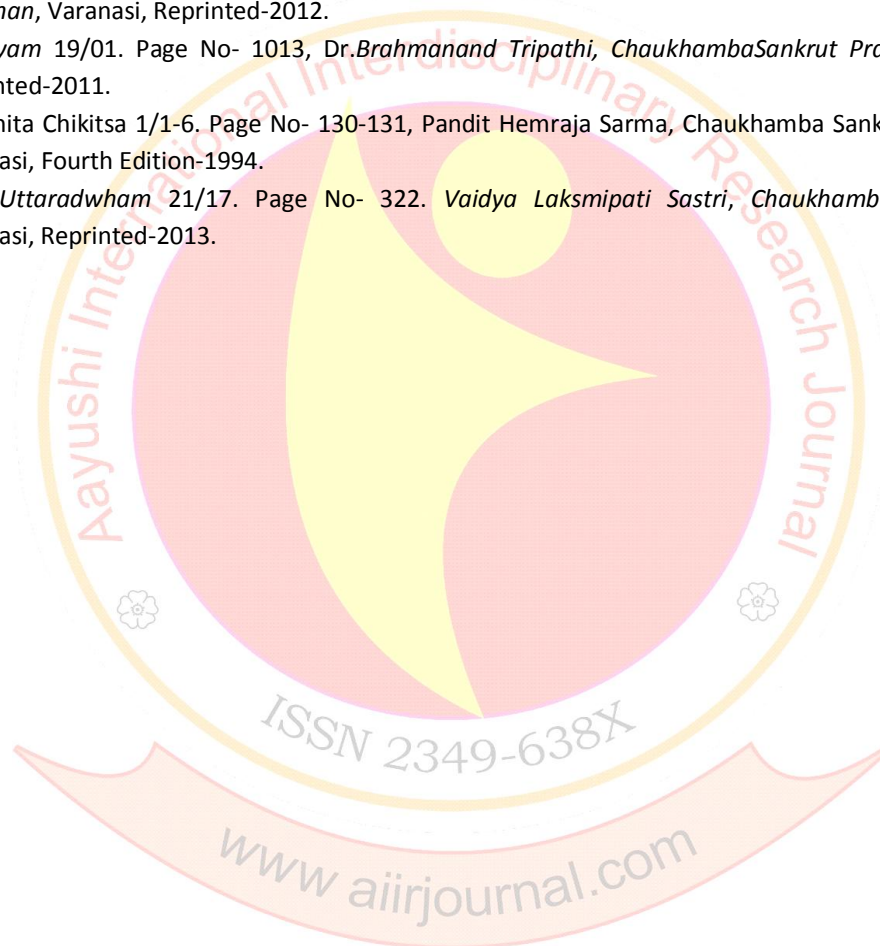 han, Varanasi, Reprinted-2012.
yam 19/01. Page No- 1013, Dr.Brahmanand Tripathi, ChaukhambaSankrut Pra
nted-2011.
nita Chikitsa 1/1-6. Page No- 130-131, Pandit Hemraja Sarma, Chaukhamba Sank
asi, Fourth Edition-1994.
Uttaradwham 21/17. Page No- 322. Vaidya Laksmipati Sastri, Chaukhamb
asi, Reprinted-2013.
Aayushi International Interdisciplinary Research Journal
ISSN 2349-638X
www aiirjournal.com